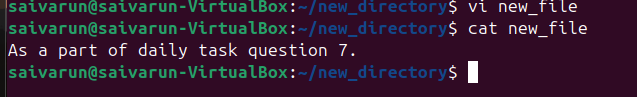 saivarun@saivarun-VirtualBox:~/new_directory$ vi new_file
saivarun@saivarun-VirtualBox:~/new_directory$ cat new_file
As a part of daily task question 7.
saivarun@saivarun-VirtualBox:~/new_directory$